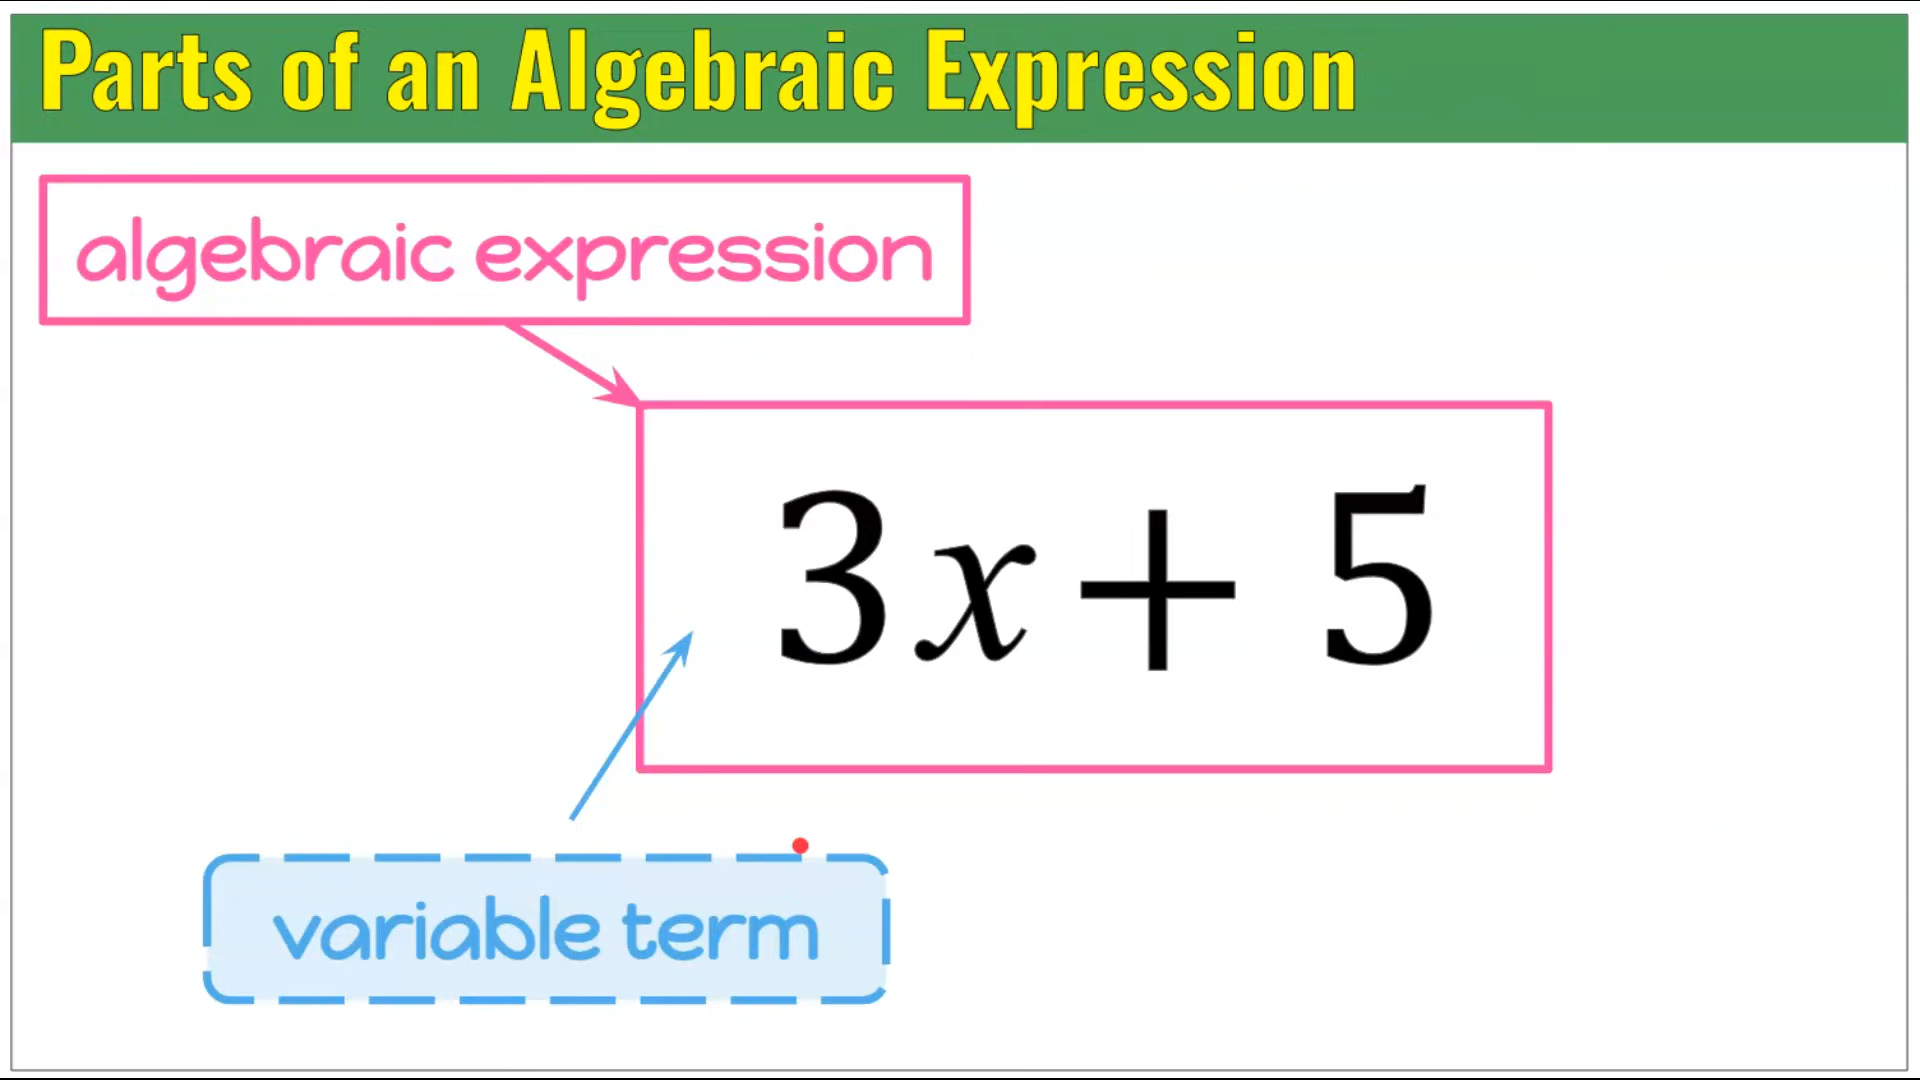 Parts of an Algebraic Expression
algebraic expression
3x + 5
variable term